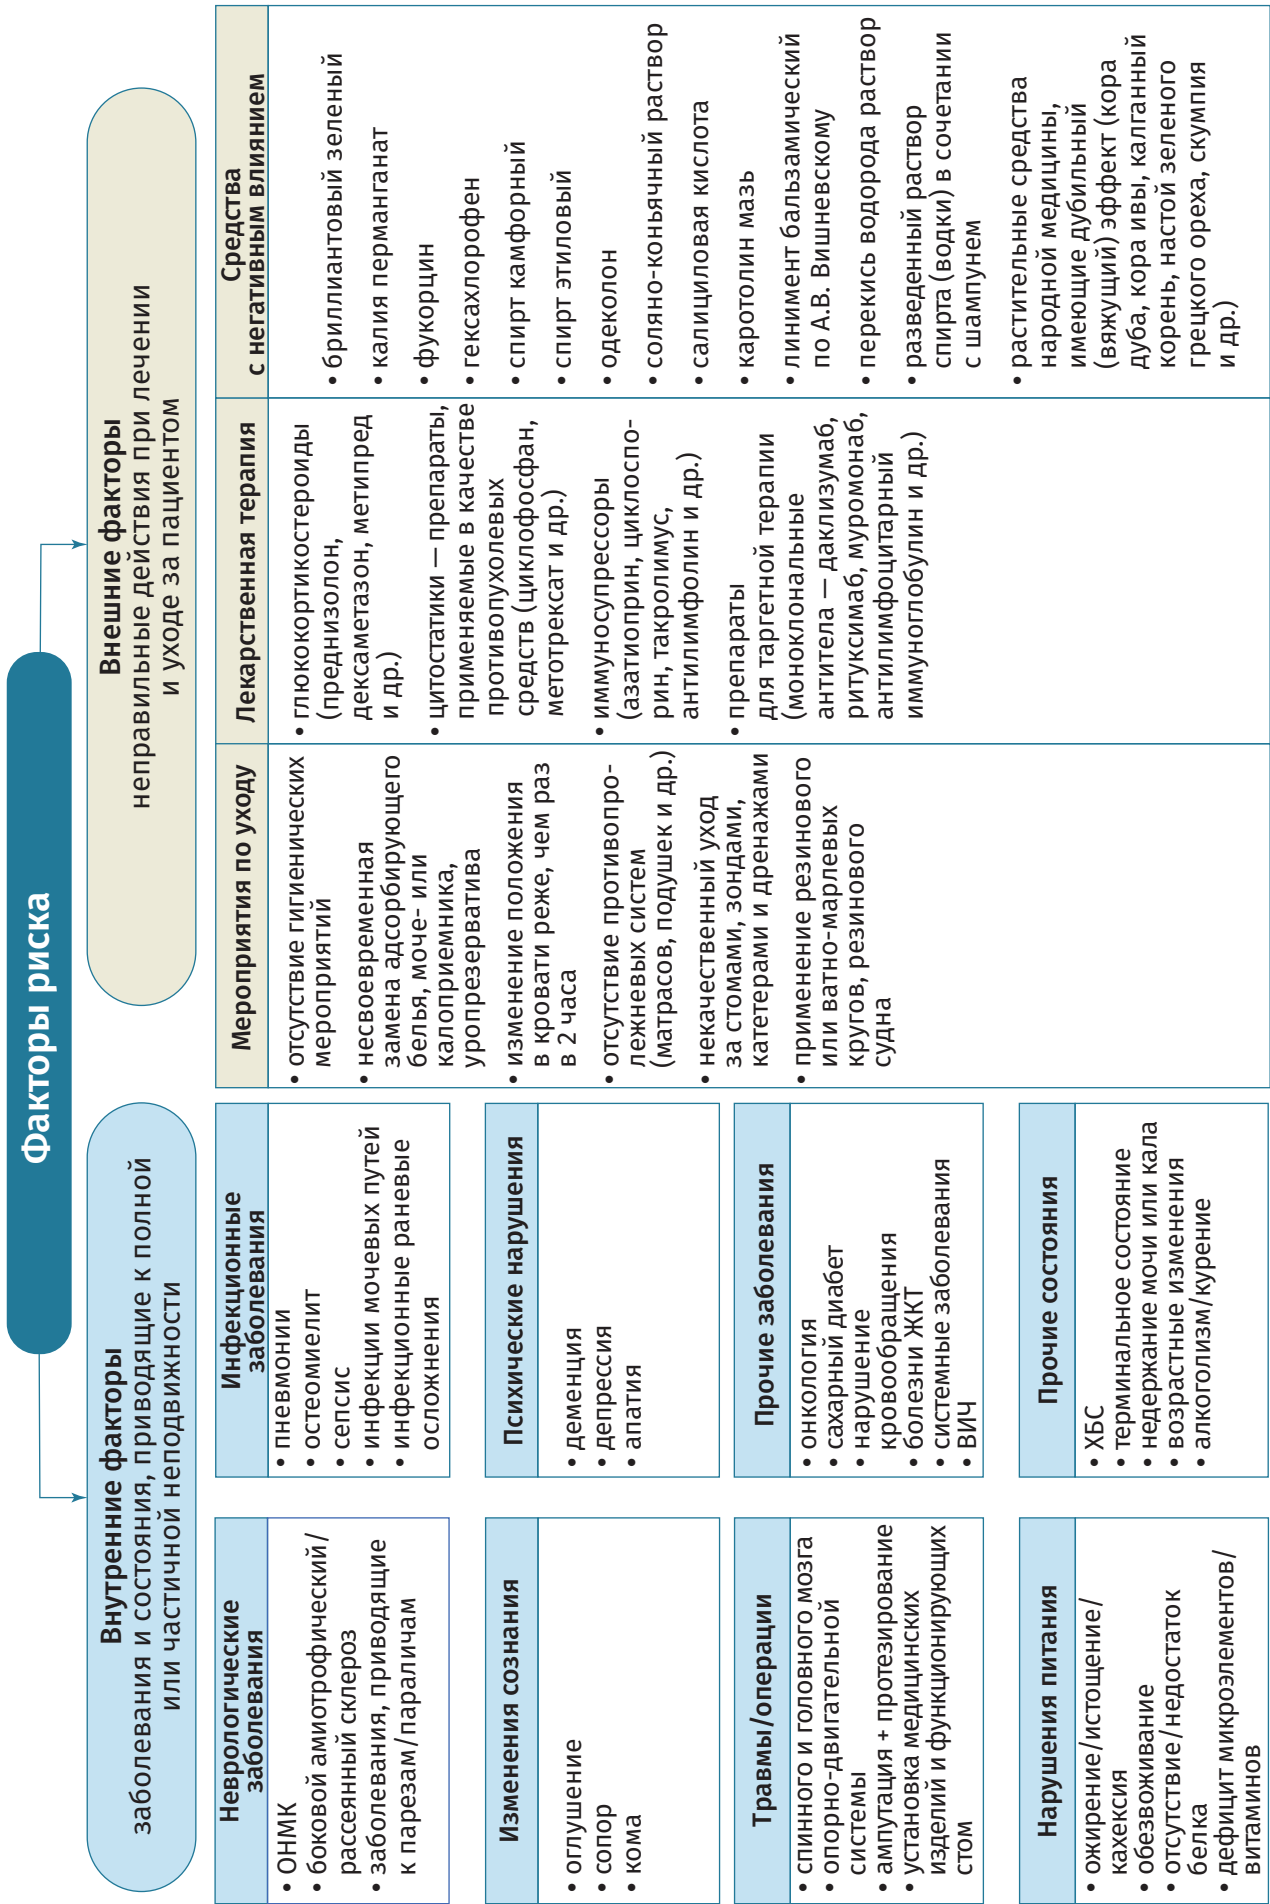 Факторы риска
Внутренние факторы
заболевания и состояния, приводящие к полной
или частичной неподвижности
Неврологические
заболевания
• ОНМК
• боковой амиотрофический/
рассеянный склероз
• заболевания, приводящие
к парезам/параличам
Инфекционные
заболевания
• пневмонии
• остеомиелит
• сепсис
• инфекции мочевых путей
• инфекционные раневые
осложнения
Изменения сознания
• оглушение
• сопор
• кома
Психические нарушения
• деменция
• депрессия
• апатия
Травмы/операции
• спинного и головного мозга
• опорно-двигательной
системы
• ампутация + протезирование
• установка медицинских
изделий и функционирующих
стом
Прочие заболевания
• онкология
• сахарный диабет
• нарушение
кровообращения
• болезни ЖКТ
• системные заболевания
• ВИЧ
Нарушения питания
• ожирение/истощение/
кахексия
• обезвоживание
• отсутствие/недостаток
белка
• дефицит микроэлементов/
витаминов
Прочие состояния
• ХБС
• терминальное состояние
• недержание мочи или кала
• возрастные изменения
• алкоголизм/курение
Внешние факторы
неправильные действия при лечении
и уходе за пациентом
Мероприятия по уходу
• отсутствие гигиенических
мероприятий
• несвоевременная
замена адсорбирующего
белья, моче- или
калоприемника,
уропрезерватива
• изменение положения
в кровати реже, чем раз
в 2 часа
• отсутствие противопро-
лежневых систем
(матрасов, подушек и др.)
• некачественный уход
за стомами, зондами,
катетерами и дренажами
• применение резинового
или ватно-марлевых
кругов, резинового
судна
Лекарственная терапия
• глюкокортикостероиды
(преднизолон,
дексаметазон, метипред
и др.)
• цитостатики — препараты,
применяемые в качестве
противопухолевых
средств (циклофосфан,
метотрексат и др.)
• иммуносупрессоры
(азатиоприн, циклоспо-
рин, такролимус,
антилимфолин и др.)
• препараты
для таргетной терапии
(моноклональные
антитела — даклизумаб,
ритуксимаб, муромонаб,
антилимфоцитарный
иммуноглобулин и др.)
Средства
с негативным влиянием
• бриллиантовый зеленый
• калия перманганат
• фукорцин
• гексахлорофен
• спирт камфорный
• спирт этиловый
• одеколон
• соляно-коньячный раствор
• салициловая кислота
• каротолин мазь
• линимент бальзамический
по А.В. Вишневскому
• перекись водорода раствор
• разведенный раствор
спирта (водки) в сочетании
с шампунем
• растительные средства
народной медицины,
имеющие дубильный
(вяжущий) эффект (кора
дуба, кора ивы, калганный
корень, настой зеленого
грецкого ореха, скумпия
и др.)